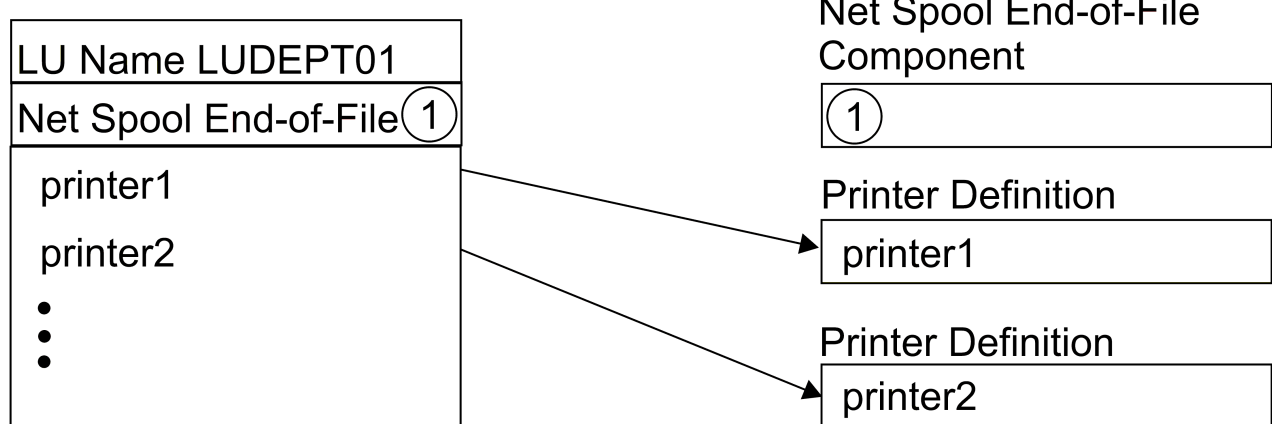 LU Name LUDEPT01
Net Spool End-of-File 1
printer1
printer2
Net Spool End-of-File
Component
1
Printer Definition
printer1
Printer Definition
printer2